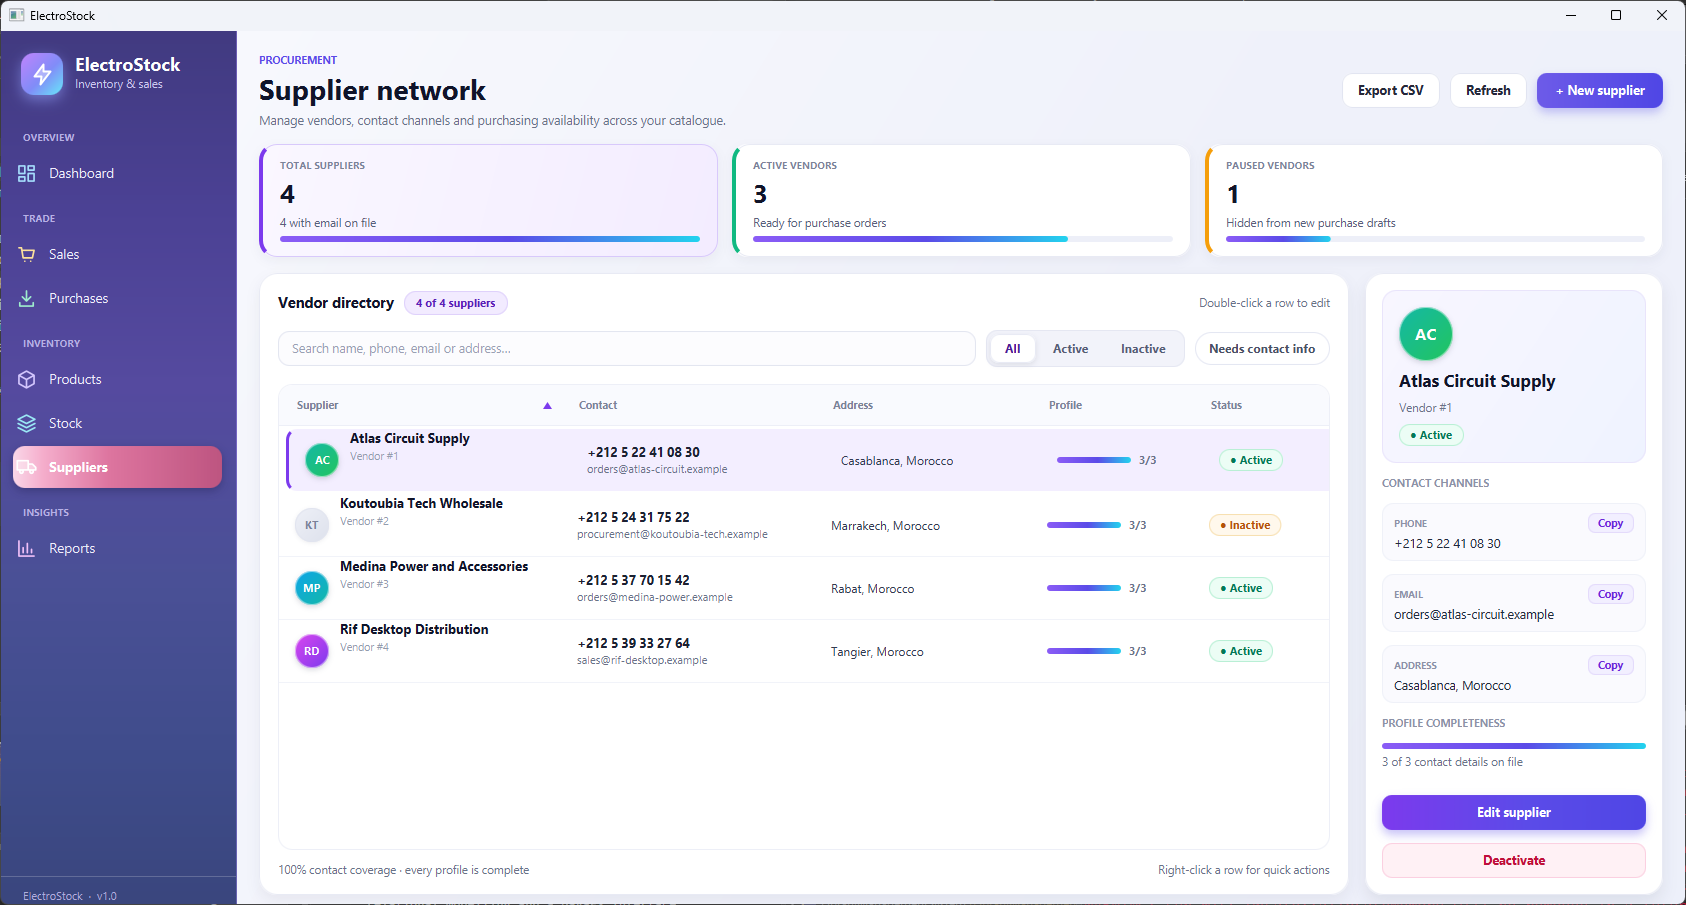 ElectroStock
ElectroStock
Inventory & sales
OVERVIEW
Dashboard
TRADE
Sales
Purchases
INVENTORY
Products
Stock
Suppliers
INSIGHTS
Reports
ElectroStock · v1.0
PROCUREMENT
Supplier network
Manage vendors, contact channels and purchasing availability across your catalogue.
Export CSV
Refresh
+ New supplier
TOTAL SUPPLIERS
4
4 with email on file
ACTIVE VENDORS
3
Ready for purchase orders
PAUSED VENDORS
1
Hidden from new purchase drafts
Vendor directory
4 of 4 suppliers
Double-click a row to edit
Search name, phone, email or address...
All
Active
Inactive
Needs contact info
Supplier
Contact
Address
Profile
Status
AC
Atlas Circuit Supply
Vendor #1
+212 5 22 41 08 30
orders@atlas-circuit.example
Casablanca, Morocco
3/3
• Active
KT
Koutoubia Tech Wholesale
Vendor #2
+212 5 24 31 75 22
procurement@koutoubia-tech.example
Marrakech, Morocco
3/3
• Inactive
MP
Medina Power and Accessories
Vendor #3
+212 5 37 70 15 42
orders@medina-power.example
Rabat, Morocco
3/3
• Active
RD
Rif Desktop Distribution
Vendor #4
+212 5 39 33 27 64
sales@rif-desktop.example
Tangier, Morocco
3/3
• Active
100% contact coverage · every profile is complete
Right-click a row for quick actions
AC
Atlas Circuit Supply
Vendor #1
• Active
CONTACT CHANNELS
PHONE
Copy
+212 5 22 41 08 30
EMAIL
Copy
orders@atlas-circuit.example
ADDRESS
Copy
Casablanca, Morocco
PROFILE COMPLETENESS
3 of 3 contact details on file
Edit supplier
Deactivate